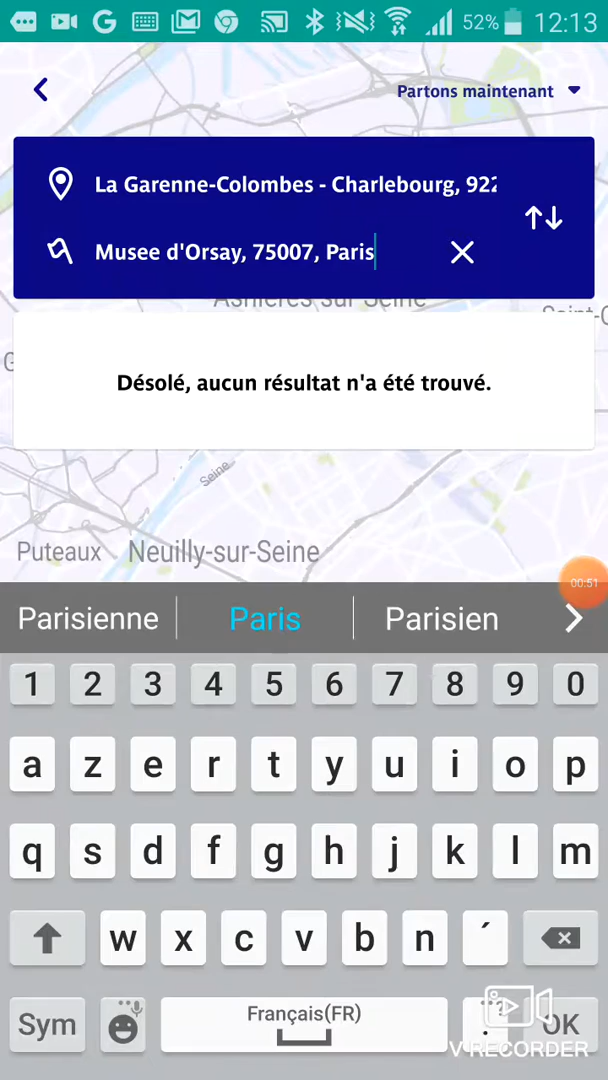 52% 12:13
Partons maintenant
La Garenne-Colombes - Charlebourg, 922
Musee d'Orsay, 75007, Paris
Asnières sur Seine
Saint-O
G
Désolé, aucun résultat n'a été trouvé.
Seine
Puteaux Neuilly-sur-Seine
00:51
Parisienne Paris Parisien
1 2 3 4 5 6 7 8 9 0
a z e r t y u i o p
q s d f g h j k l m
w x c v b n ´
Sym Français(FR) . OK
V RECORDER